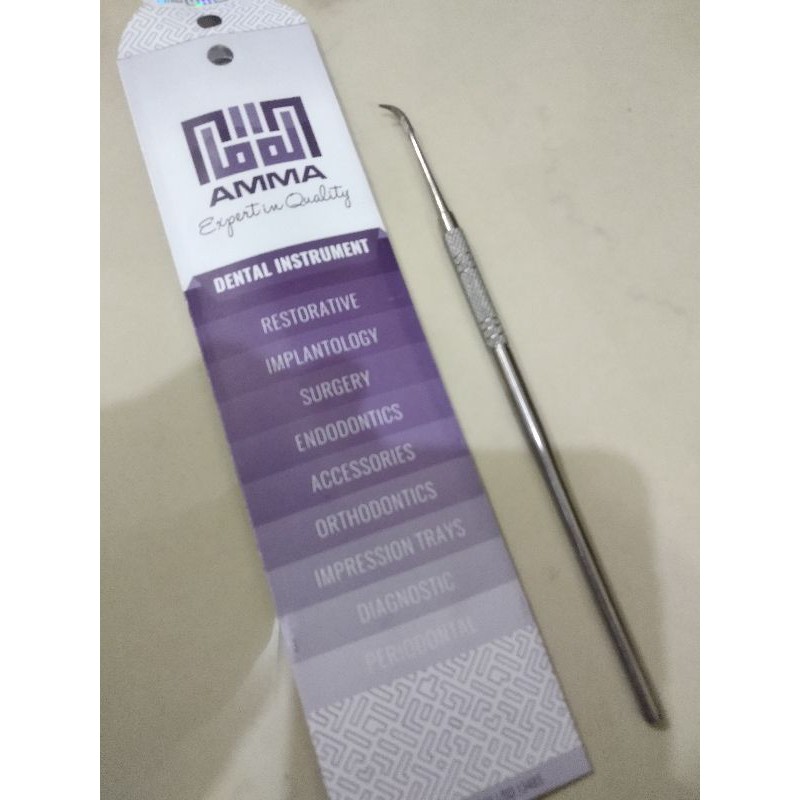 AMMA
Expert in Quality
DENTAL INSTRUMENT
RESTORATIVE
IMPLANTOLOGY
SURGERY
ENDODONTICS
ACCESSORIES
ORTHODONTICS
IMPRESSION TRAYS
DIAGNOSTIC
PERIODONTAL